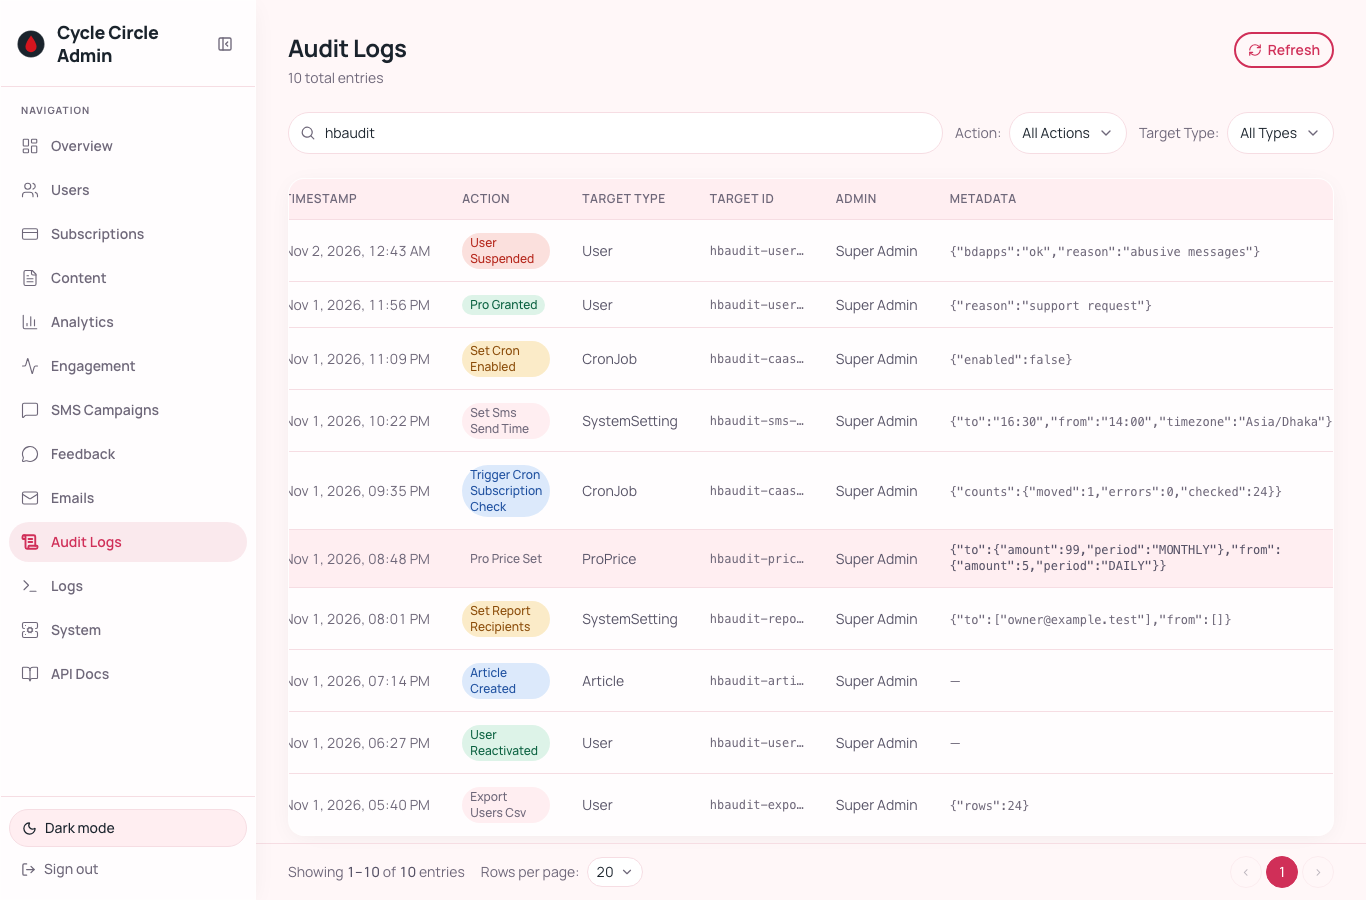 Cycle Circle
Admin
NAVIGATION
Overview
Users
Subscriptions
Content
Analytics
Engagement
SMS Campaigns
Feedback
Emails
Audit Logs
Logs
System
API Docs
Dark mode
Sign out
Audit Logs
10 total entries
Refresh
hbaudit
Action: All Actions
Target Type: All Types
TIMESTAMP ACTION TARGET TYPE TARGET ID ADMIN METADATA
Nov 2, 2026, 12:43 AM User Suspended User hbaudit-user… Super Admin {"bdapps":"ok","reason":"abusive messages"}
Nov 1, 2026, 11:56 PM Pro Granted User hbaudit-user… Super Admin {"reason":"support request"}
Nov 1, 2026, 11:09 PM Set Cron Enabled CronJob hbaudit-caas… Super Admin {"enabled":false}
Nov 1, 2026, 10:22 PM Set Sms Send Time SystemSetting hbaudit-sms-… Super Admin {"to":"16:30","from":"14:00","timezone":"Asia/Dhaka"}
Nov 1, 2026, 09:35 PM Trigger Cron Subscription Check CronJob hbaudit-caas… Super Admin {"counts":{"moved":1,"errors":0,"checked":24}}
Nov 1, 2026, 08:48 PM Pro Price Set ProPrice hbaudit-pric… Super Admin {"to":{"amount":99,"period":"MONTHLY"},"from":
{"amount":5,"period":"DAILY"}}
Nov 1, 2026, 08:01 PM Set Report Recipients SystemSetting hbaudit-repo… Super Admin {"to":["owner@example.test"],"from":[]}
Nov 1, 2026, 07:14 PM Article Created Article hbaudit-arti… Super Admin —
Nov 1, 2026, 06:27 PM User Reactivated User hbaudit-user… Super Admin —
Nov 1, 2026, 05:40 PM Export Users Csv User hbaudit-expo… Super Admin {"rows":24}
Showing 1–10 of 10 entries Rows per page: 20
‹ 1 ›